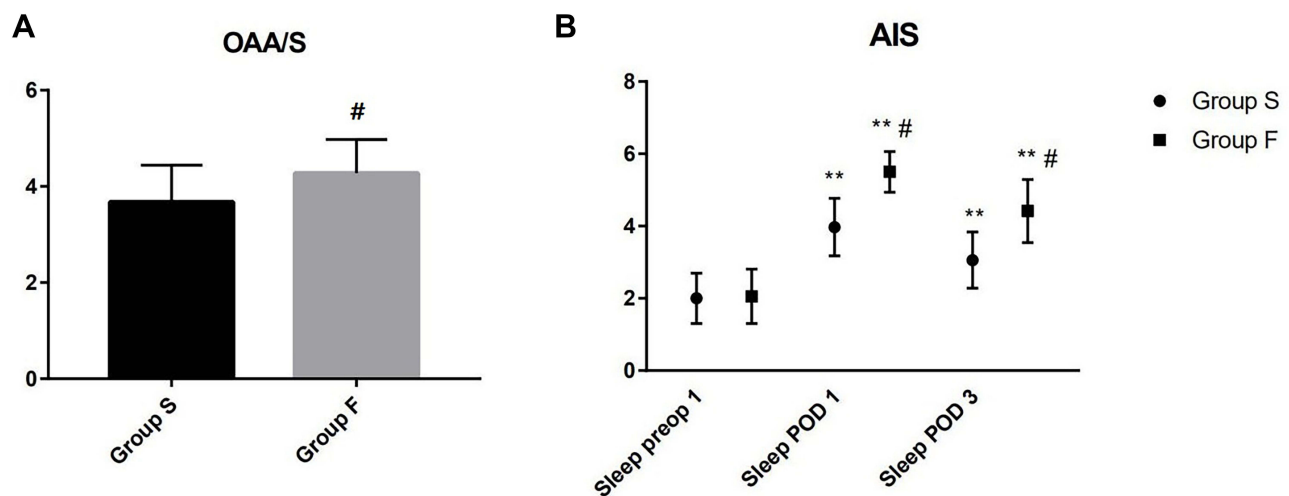 A
OAA/S
6
4
2
0
#
Group S
Group F
B
AIS
8
6
4
2
0
** #
**
** #
**
Sleep preop 1
Sleep POD 1
Sleep POD 3
Group S
Group F